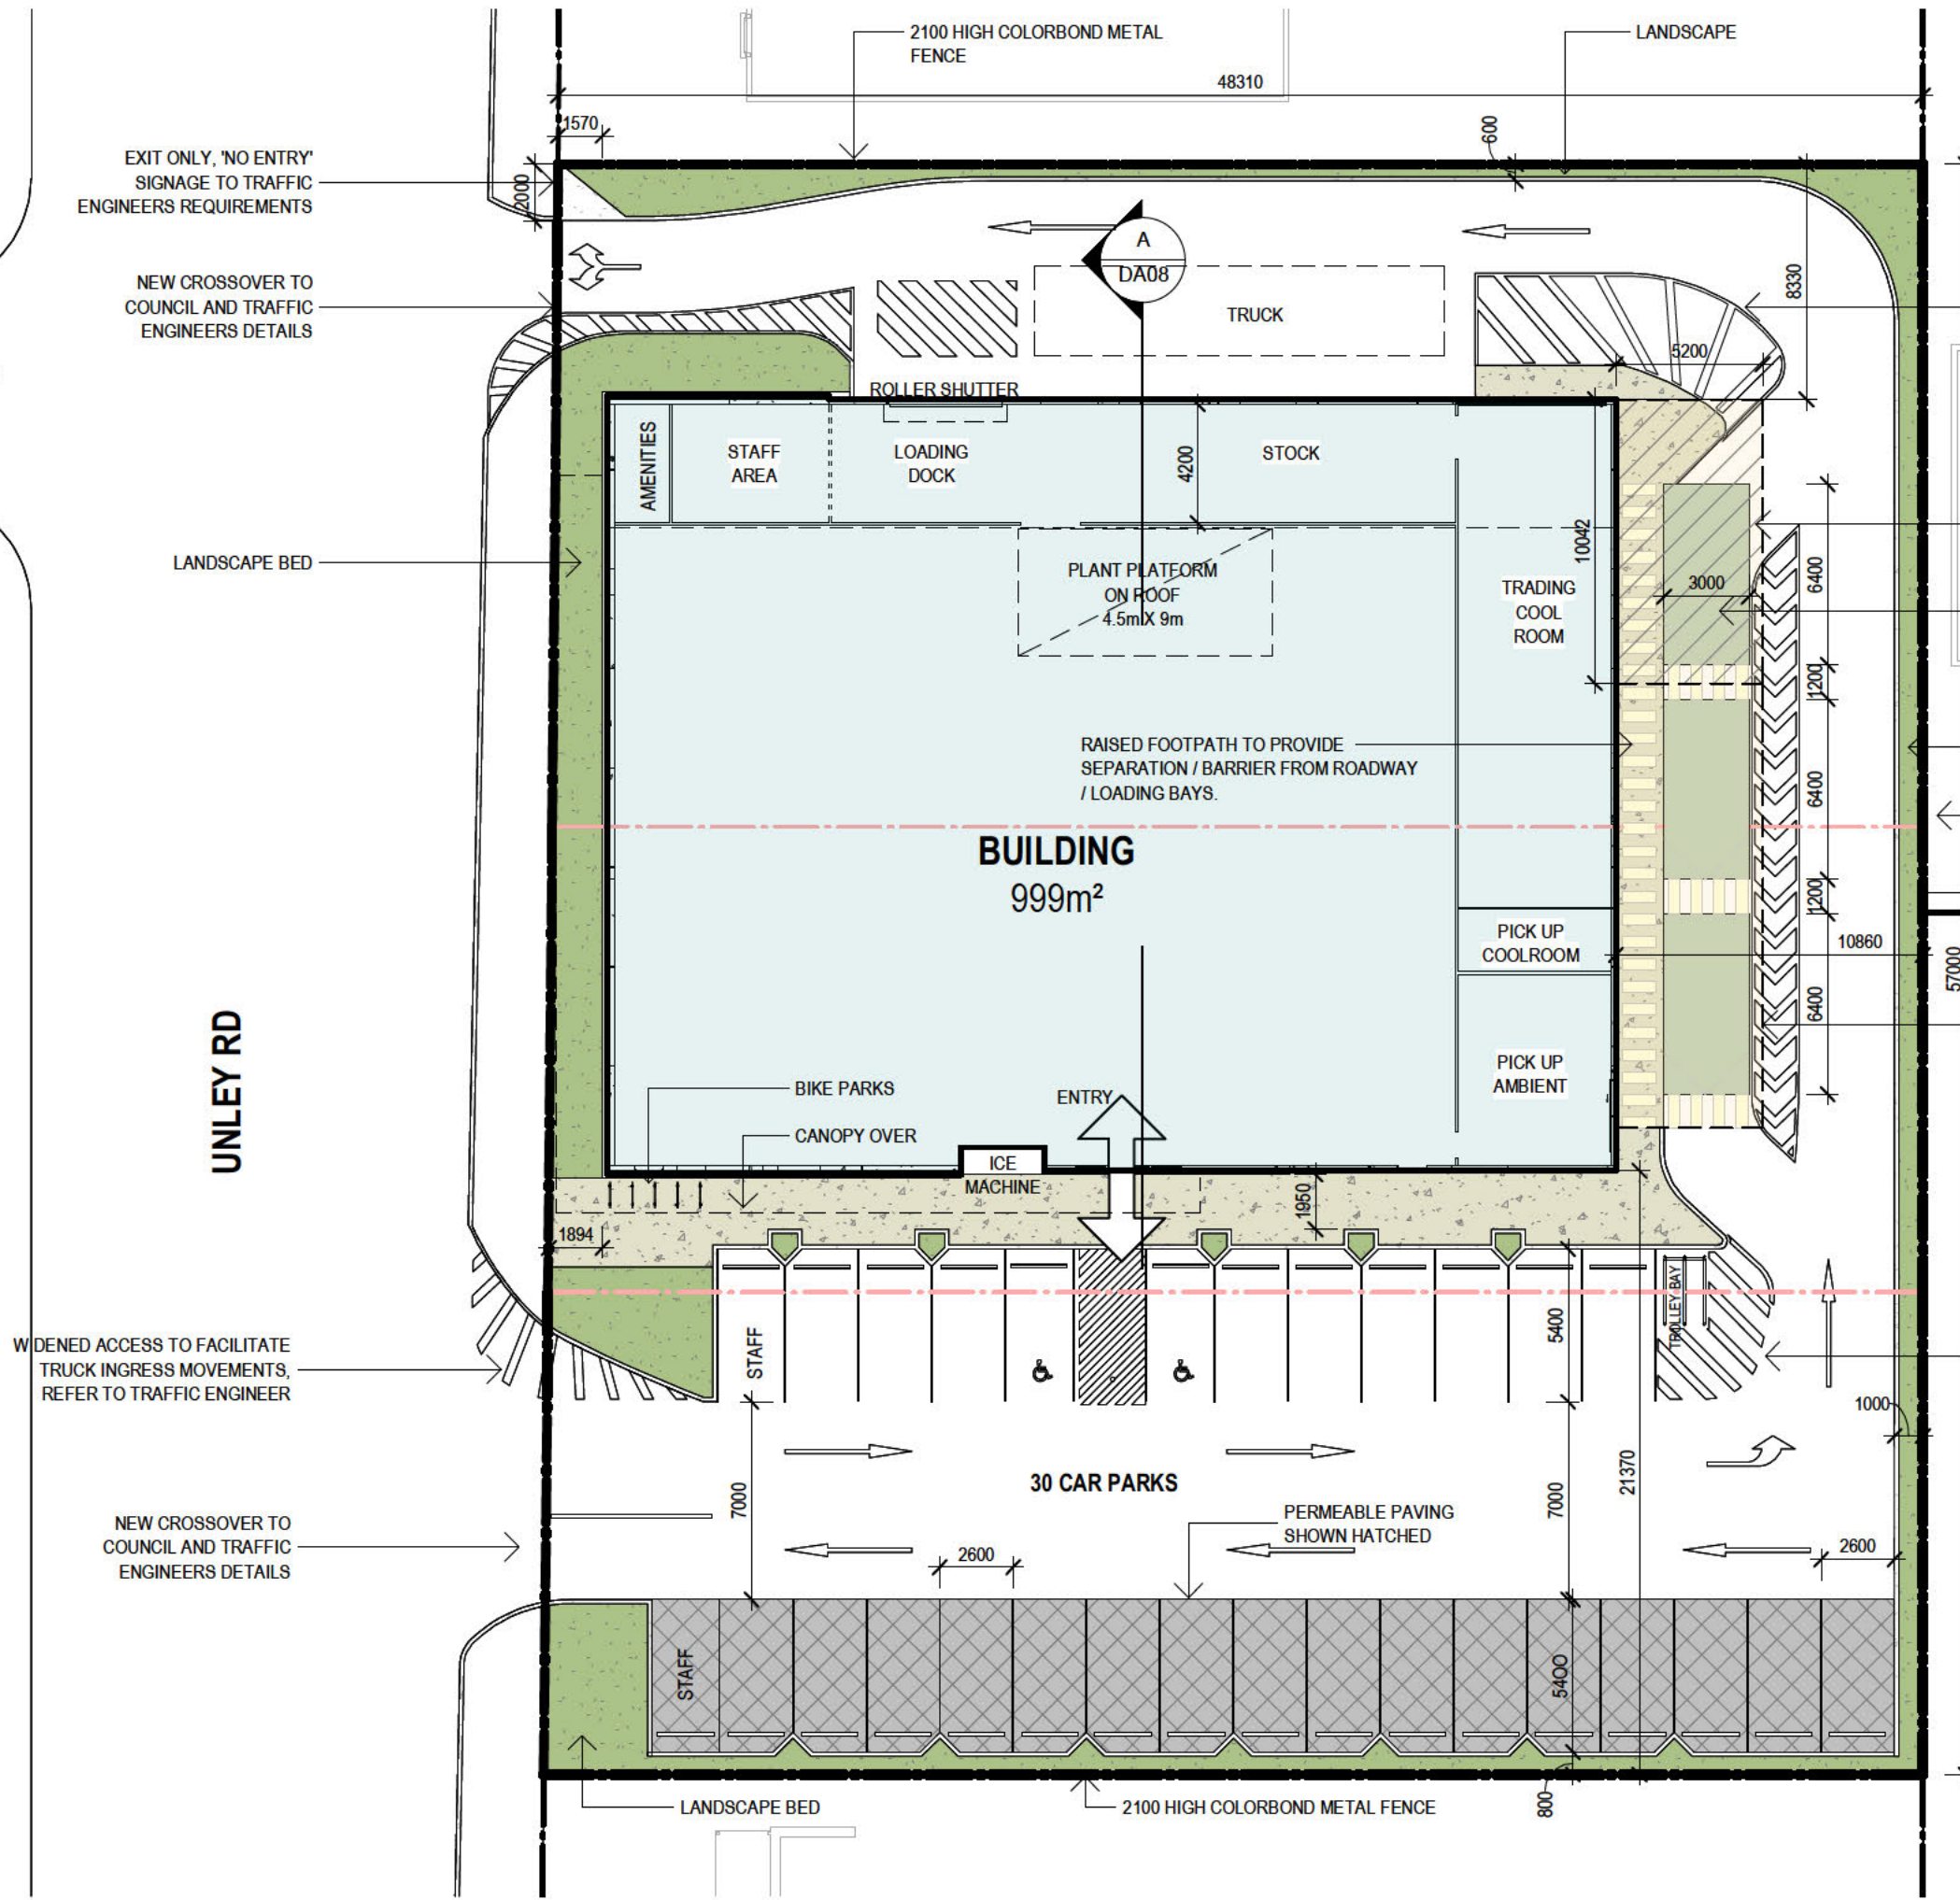 2100 HIGH COLORBOND METAL
FENCE
LANDSCAPE
48310
1570
600
EXIT ONLY, 'NO ENTRY'
SIGNAGE TO TRAFFIC
ENGINEERS REQUIREMENTS
2000
A
DA08
NEW CROSSOVER TO
COUNCIL AND TRAFFIC
ENGINEERS DETAILS
8330
TRUCK
5200
ROLLER SHUTTER
AMENITIES
STAFF
AREA
LOADING
DOCK
4200
STOCK
10042
LANDSCAPE BED
PLANT PLATFORM
ON ROOF
4.5m X 9m
TRADING
COOL
ROOM
3000
6400
1200
RAISED FOOTPATH TO PROVIDE
SEPARATION / BARRIER FROM ROADWAY
/ LOADING BAYS.
6400
BUILDING
999m²
1200
PICK UP
COOLROOM
10860
57000
6400
UNLEY RD
PICK UP
AMBIENT
BIKE PARKS
ENTRY
CANOPY OVER
ICE
MACHINE
1950
1894
TROLLEY BAY
WIDENED ACCESS TO FACILITATE
TRUCK INGRESS MOVEMENTS,
REFER TO TRAFFIC ENGINEER
STAFF
5400
1000
30 CAR PARKS
7000
7000
21370
PERMEABLE PAVING
SHOWN HATCHED
NEW CROSSOVER TO
COUNCIL AND TRAFFIC
ENGINEERS DETAILS
2600
2600
STAFF
5400
LANDSCAPE BED
2100 HIGH COLORBOND METAL FENCE
800